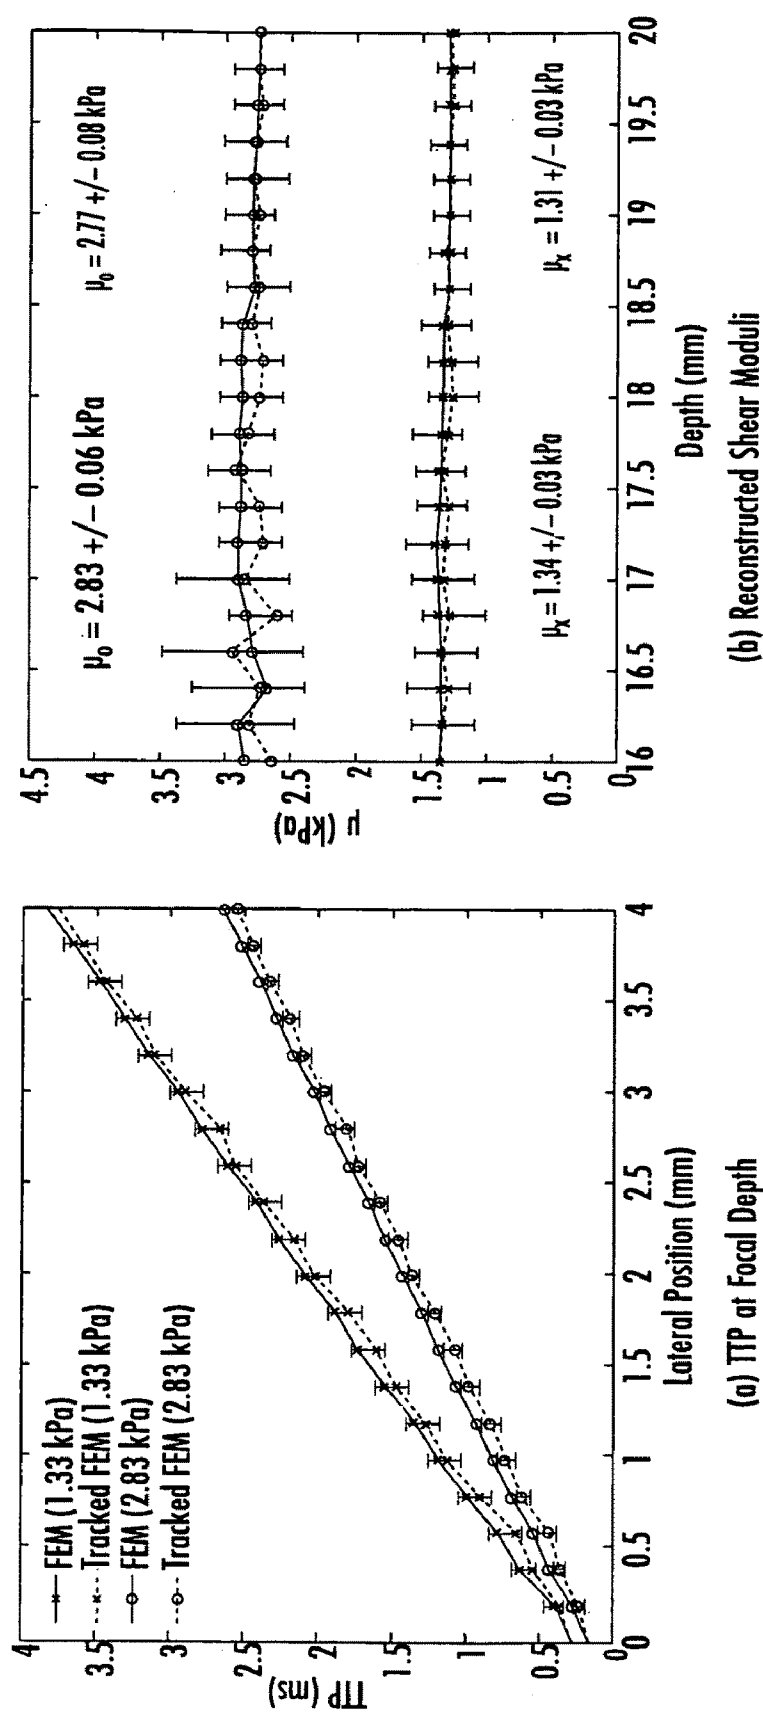 4
3.5
3
2.5
2
1.5
1
0.5
0
TTP (ms)
FEM (1.33 kPa)
Tracked FEM (1.33 kPa)
FEM (2.83 kPa)
Tracked FEM (2.83 kPa)
0 0.5 1 1.5 2 2.5 3 3.5 4
Lateral Position (mm)
(a) TTP at Focal Depth
4.5
4
3.5
3
2.5
2
1.5
1
0.5
0
μ (kPa)
μ₀ = 2.83 +/− 0.06 kPa
μ₀ = 2.77 +/− 0.08 kPa
μₓ = 1.34 +/− 0.03 kPa
μₓ = 1.31 +/− 0.03 kPa
16 16.5 17 17.5 18 18.5 19 19.5 20
Depth (mm)
(b) Reconstructed Shear Moduli